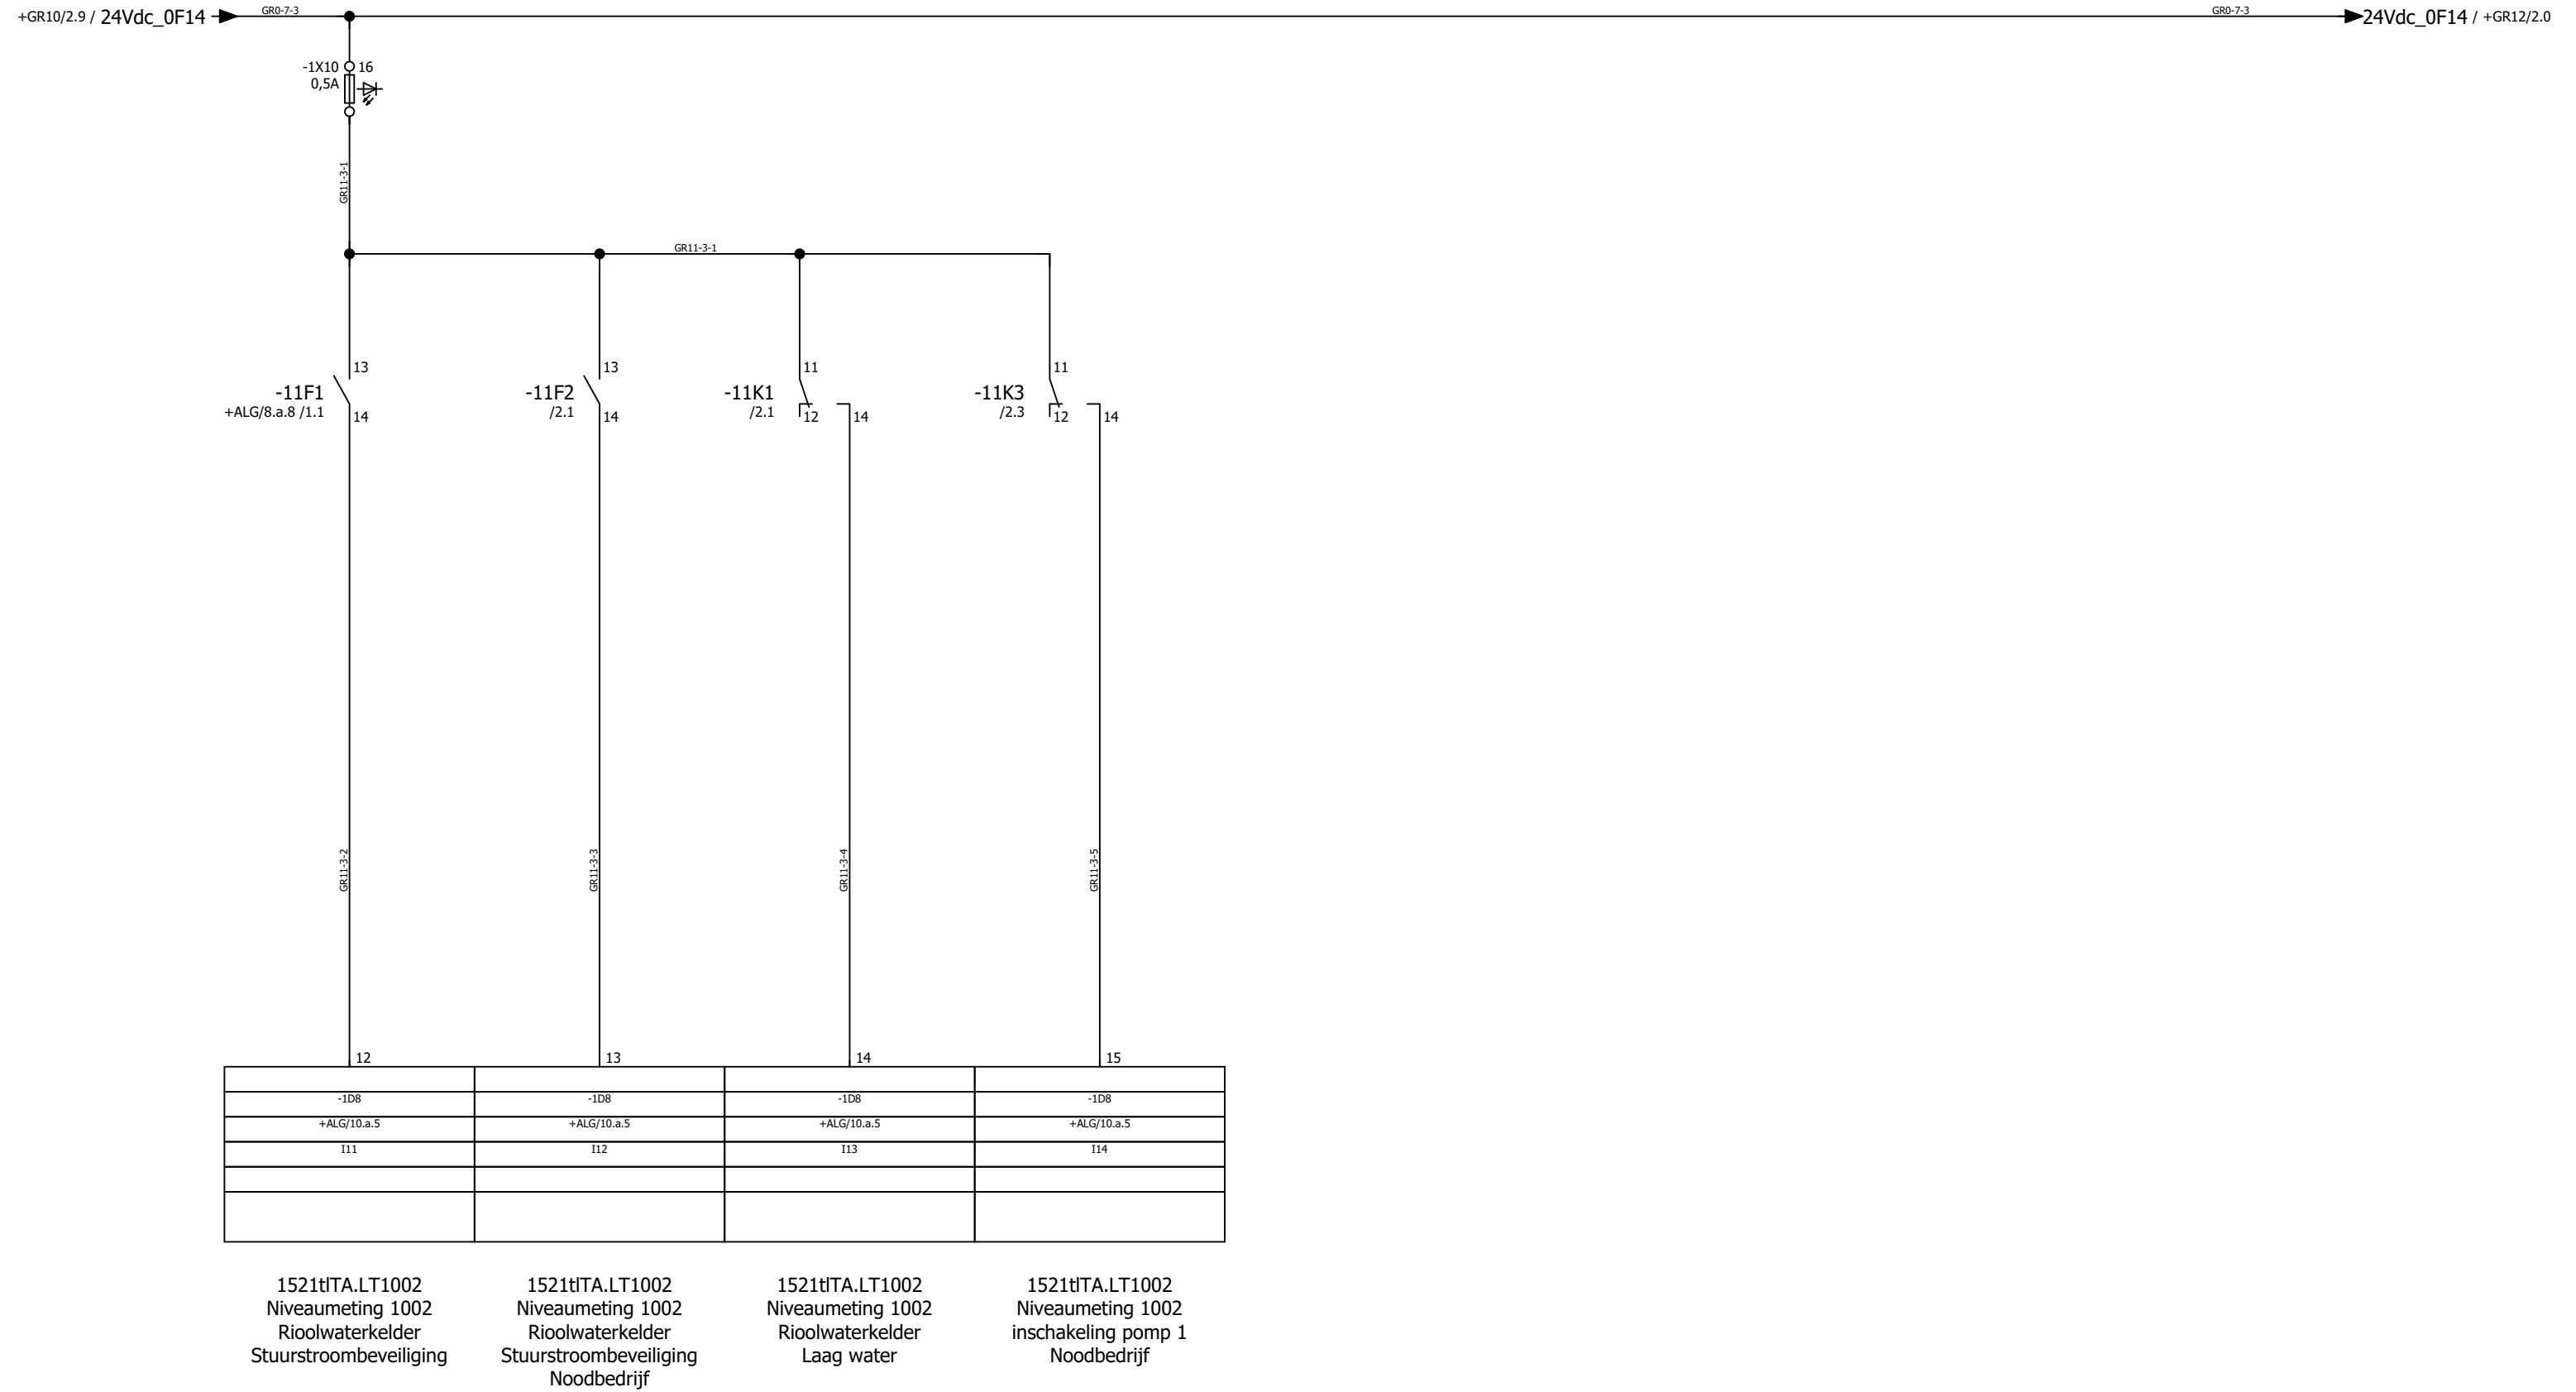 +GR10/2.9 / 24Vdc_0F14
GR0-7-3
GR0-7-3
24Vdc_0F14 / +GR12/2.0
-1X10
16
0,5A
GR11-3-1
GR11-3-1
13
13
11
11
-11F1
-11F2
-11K1
-11K3
+ALG/8.a.8 /1.1
/2.1
/2.1
/2.3
14
14
12
14
12
14
GR11-3-2
GR11-3-3
GR11-3-4
GR11-3-5
12
13
14
15
-1D8
-1D8
-1D8
-1D8
+ALG/10.a.5
+ALG/10.a.5
+ALG/10.a.5
+ALG/10.a.5
I11
I12
I13
I14
1521tlTA.LT1002
Niveaumeting 1002
Rioolwaterkelder
Stuurstroombeveiliging
1521tlTA.LT1002
Niveaumeting 1002
Rioolwaterkelder
Stuurstroombeveiliging
Noodbedrijf
1521tlTA.LT1002
Niveaumeting 1002
Rioolwaterkelder
Laag water
1521tlTA.LT1002
Niveaumeting 1002
inschakeling pomp 1
Noodbedrijf